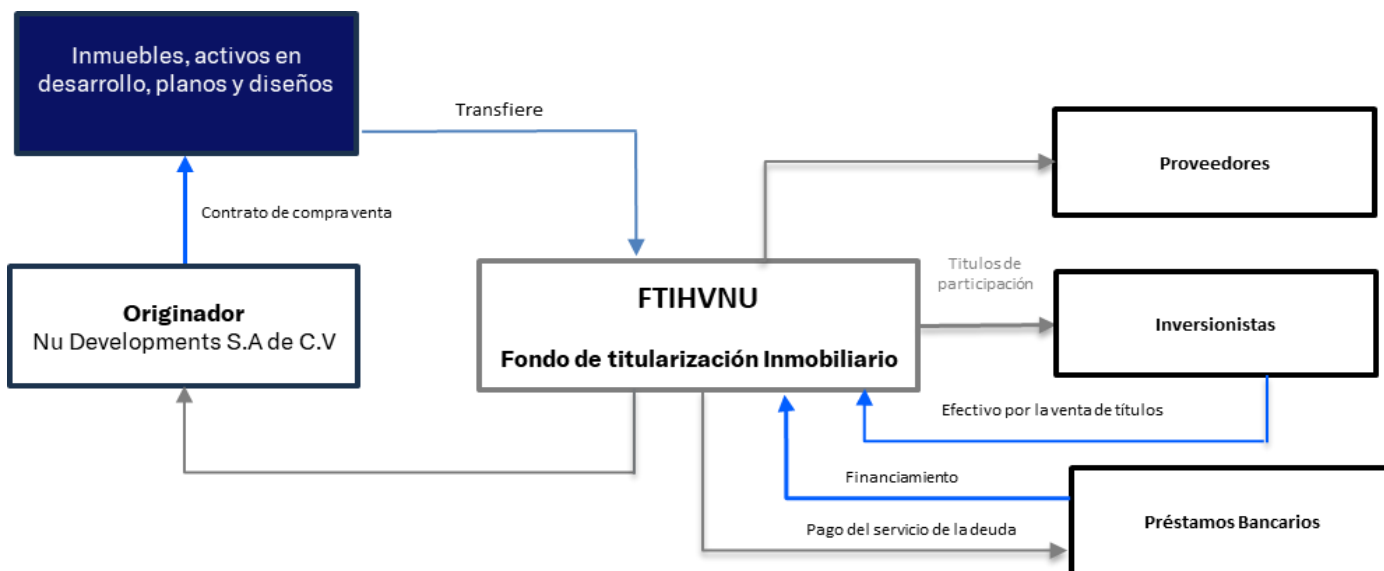 Inmuebles, activos en
desarrollo, planos y diseños
Transfiere
Proveedores
Contrato de compra venta
Originador
Nu Developments S.A de C.V
FTIHVNU
Fondo de titularización Inmobiliario
Titulos de
participación
Inversionistas
Efectivo por la venta de títulos
Financiamiento
Préstamos Bancarios
Pago del servicio de la deuda